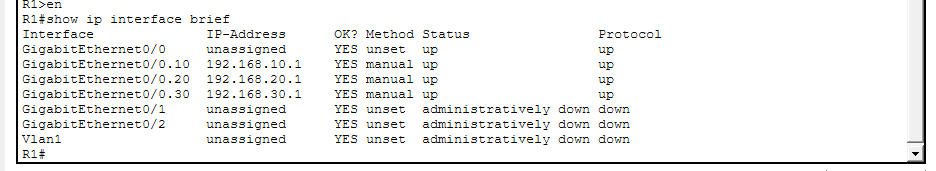 R1>en
R1#show ip interface brief
Interface              IP-Address      OK? Method Status                Protocol
GigabitEthernet0/0     unassigned      YES unset  up                    up
GigabitEthernet0/0.10  192.168.10.1    YES manual up                    up
GigabitEthernet0/0.20  192.168.20.1    YES manual up                    up
GigabitEthernet0/0.30  192.168.30.1    YES manual up                    up
GigabitEthernet0/1     unassigned      YES unset  administratively down down
GigabitEthernet0/2     unassigned      YES unset  administratively down down
Vlan1                  unassigned      YES unset  administratively down down
R1#